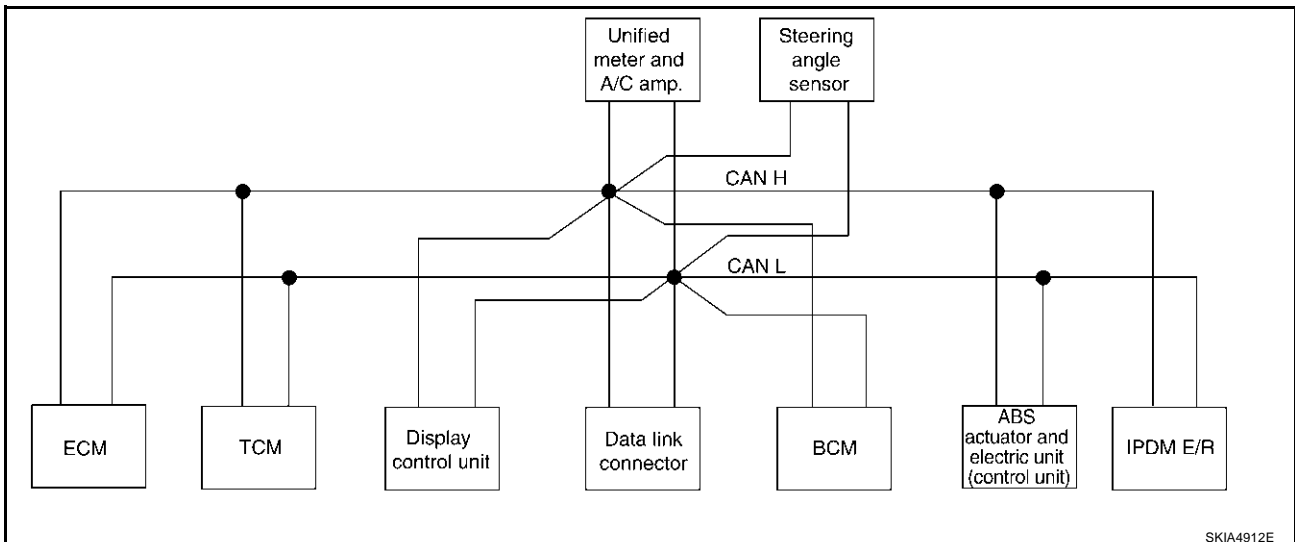 Unified
meter and
A/C amp.
Steering
angle
sensor
CAN H
CAN L
ECM
TCM
Display
control unit
Data link
connector
BCM
ABS
actuator and
electric unit
(control unit)
IPDM E/R
SKIA4912E